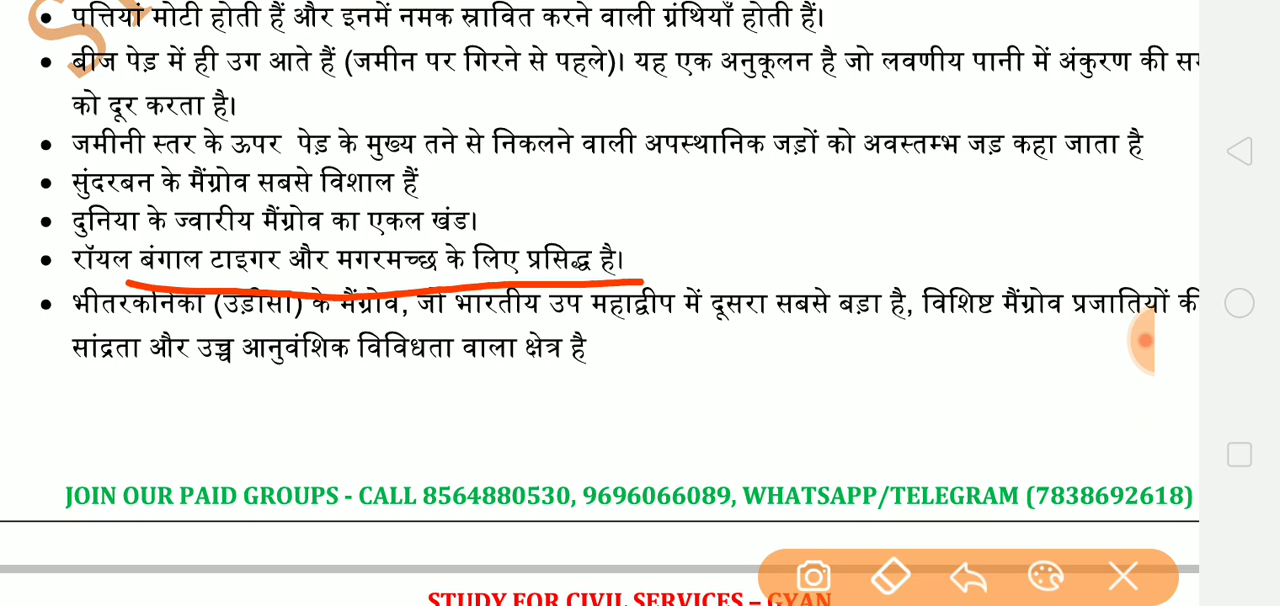 पत्तियां मोटी होती हैं और इनमें नमक स्रावित करने वाली ग्रंथियाँ होती हैं।
बीज पेड़ में ही उग आते हैं (जमीन पर गिरने से पहले)। यह एक अनुकूलन है जो लवणीय पानी में अंकुरण की
को दूर करता है।
जमीनी स्तर के ऊपर पेड़ के मुख्य तने से निकलने वाली अपस्थानिक जड़ों को अवस्तम्भ जड़ कहा जाता है
सुंदरबन के मैंग्रोव सबसे विशाल हैं
दुनिया के ज्वारीय मैंग्रोव का एकल खंड।
रॉयल बंगाल टाइगर और मगरमच्छ के लिए प्रसिद्ध है।
भीतरकनिका (उड़ीसा) के मैंग्रोव, जो भारतीय उप महाद्वीप में दूसरा सबसे बड़ा है, विशिष्ट मैंग्रोव प्रजातियों की
सांद्रता और उच्च आनुवंशिक विविधता वाला क्षेत्र है
JOIN OUR PAID GROUPS - CALL 8564880530, 9696066089, WHATSAPP/TELEGRAM (7838692618)
STUDY FOR CIVIL SERVICES – GYAN